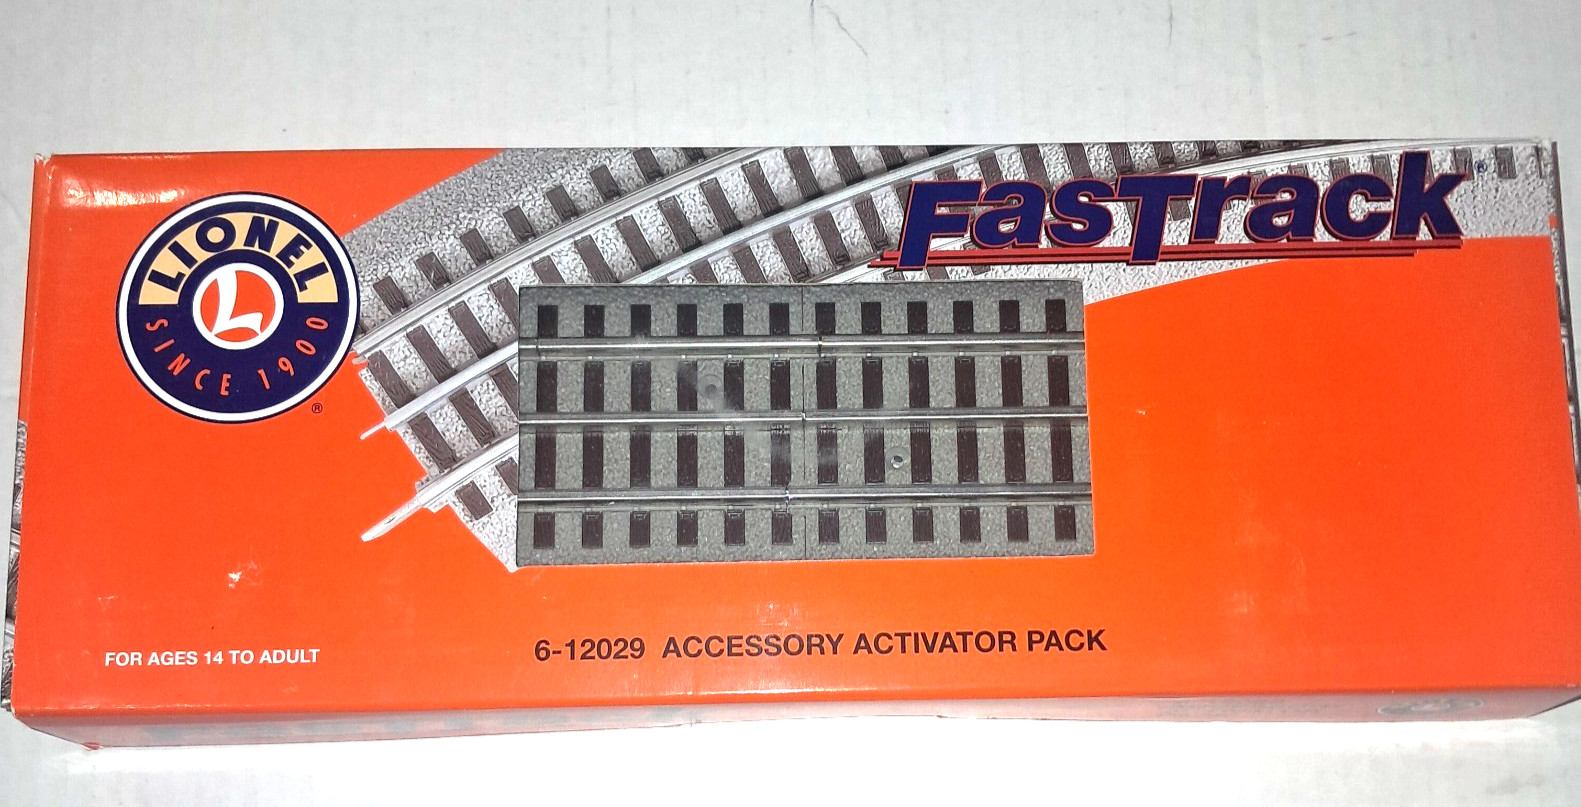 LIONEL
L
SINCE 1900
®
FasTrack®
6-12029 ACCESSORY ACTIVATOR PACK
FOR AGES 14 TO ADULT